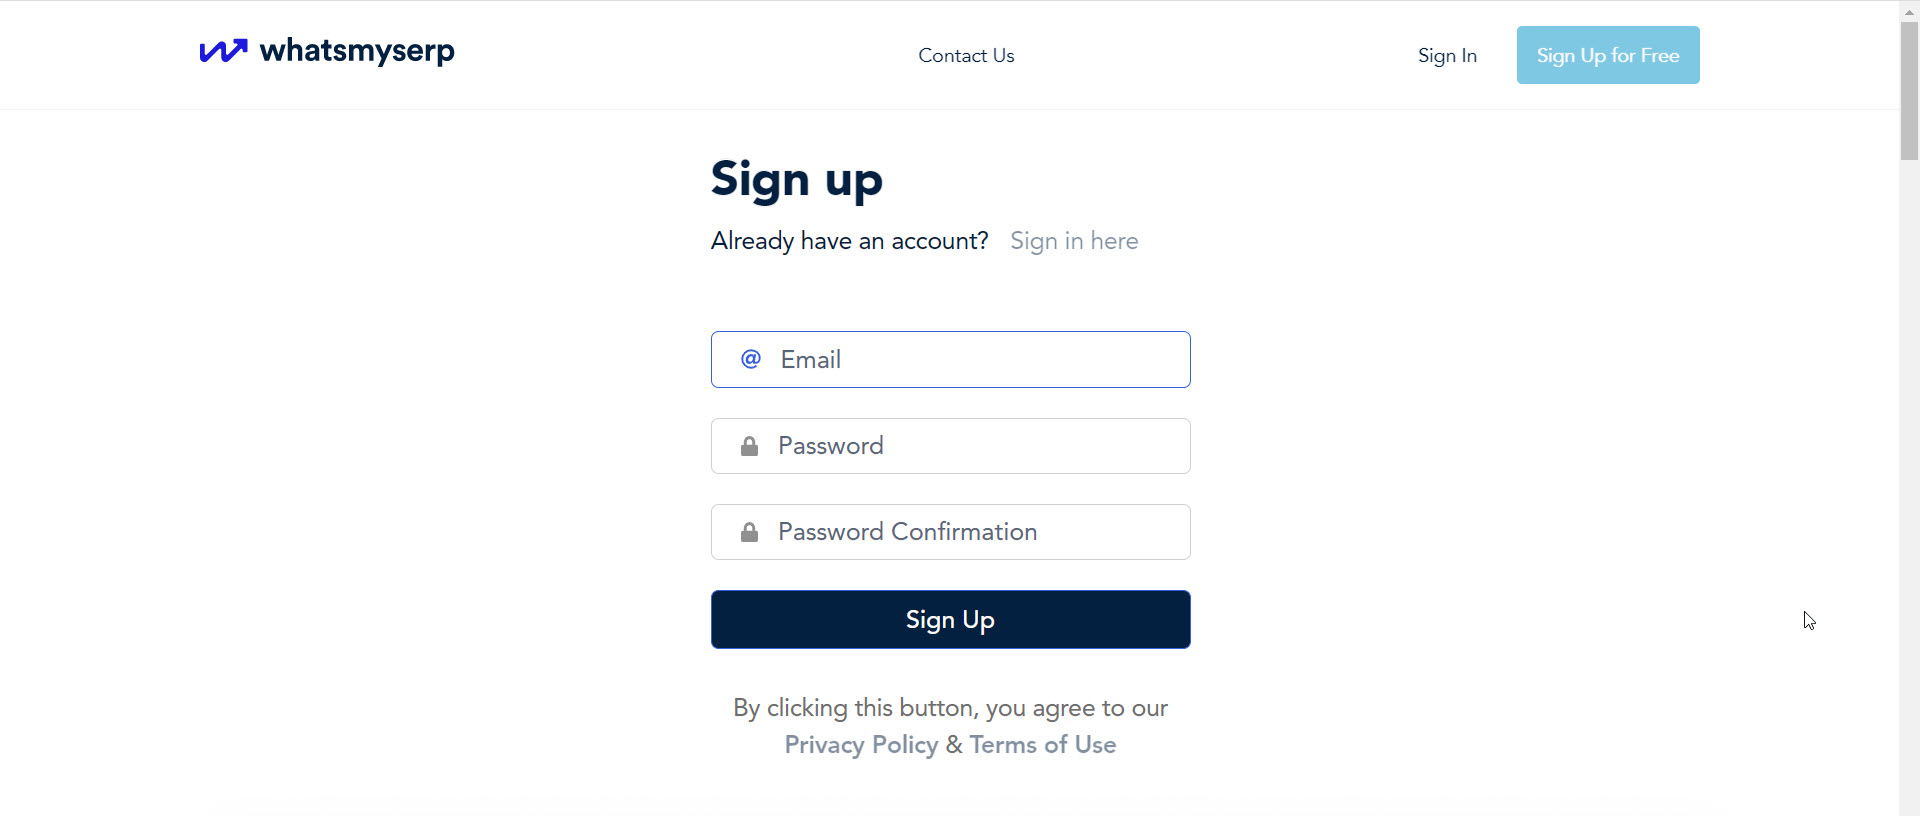 whatsmyserp
Contact Us
Sign In
Sign Up for Free
Sign up
Already have an account? Sign in here
@ Email
Password
Password Confirmation
Sign Up
By clicking this button, you agree to our
Privacy Policy & Terms of Use